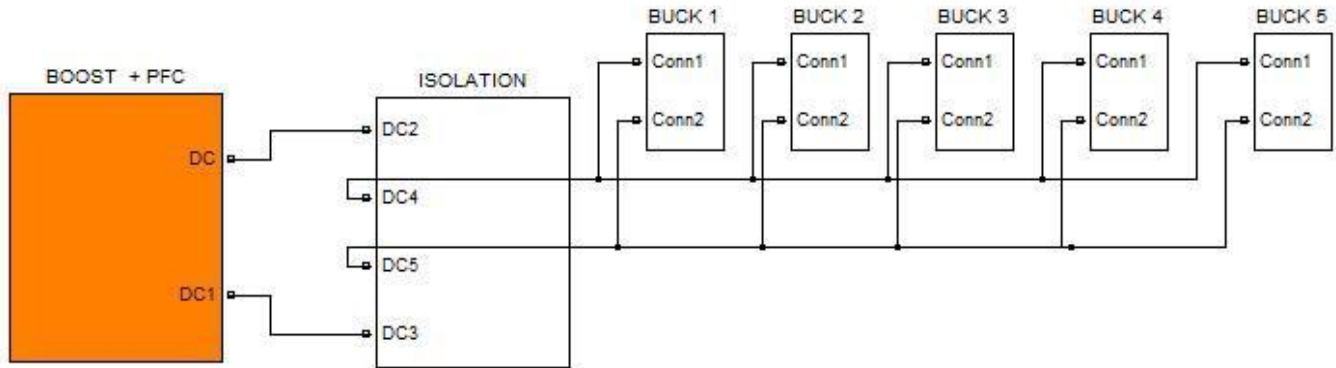 BUCK 1
BUCK 2
BUCK 3
BUCK 4
BUCK 5
Conn1
Conn1
Conn1
Conn1
Conn1
Conn2
Conn2
Conn2
Conn2
Conn2
BOOST + PFC
DC
DC1
ISOLATION
DC2
DC4
DC5
DC3